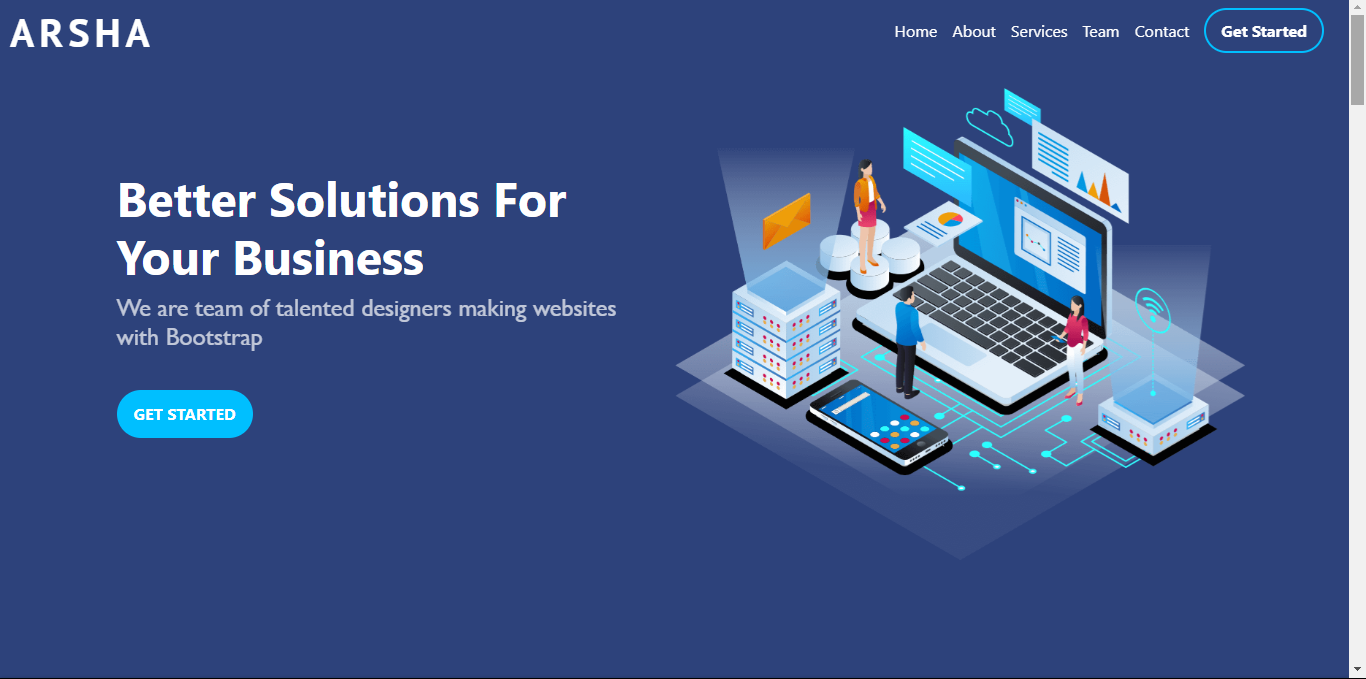 ARSHA
Home About Services Team Contact Get Started
Better Solutions For
Your Business
We are team of talented designers making websites
with Bootstrap
GET STARTED